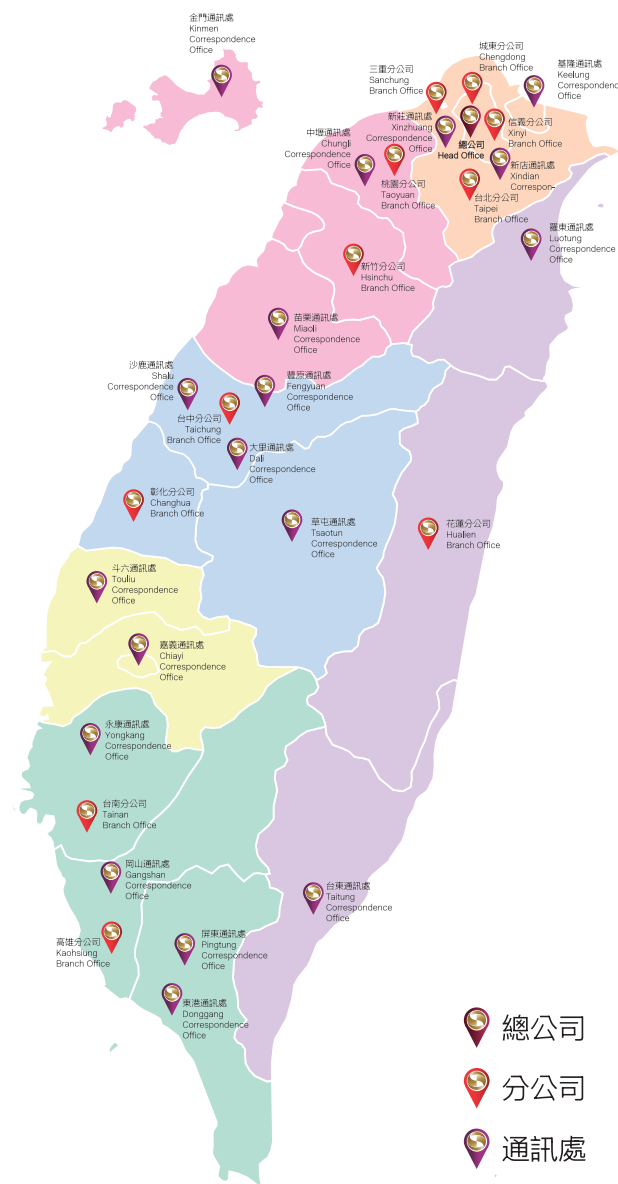 金門通訊處
Kinmen
Correspondence
Office
城東分公司
Chengdong
Branch Office
三重分公司
Sanchung
Branch Office
基隆通訊處
Keelung
Correspondence
Office
新莊通訊處
Xinzhuang
Correspondence
Office
總公司
Head Office
信義分公司
Xinyi
Branch Office
中壢通訊處
Chungli
Correspondence
Office
桃園分公司
Taoyuan
Branch Office
新店通訊處
Xindian
Correspon-
台北分公司
Taipei
Branch Office
羅東通訊處
Luotung
Correspondence
Office
新竹分公司
Hsinchu
Branch Office
苗栗通訊處
Miaoli
Correspondence
Office
沙鹿通訊處
Shalu
Correspondence
Office
豐原通訊處
Fengyuan
Correspondence
Office
台中分公司
Taichung
Branch Office
大里通訊處
Dali
Correspondence
Office
彰化分公司
Changhua
Branch Office
草屯通訊處
Tsaotun
Correspondence
Office
花蓮分公司
Hualien
Branch Office
斗六通訊處
Touliu
Correspondence
Office
嘉義通訊處
Chiayi
Correspondence
Office
永康通訊處
Yongkang
Correspondence
Office
台南分公司
Tainan
Branch Office
岡山通訊處
Gangshan
Correspondence
Office
台東通訊處
Taitung
Correspondence
Office
高雄分公司
Kaohsiung
Branch Office
屏東通訊處
Pingtung
Correspondence
Office
東港通訊處
Donggang
Correspondence
Office
總公司
分公司
通訊處